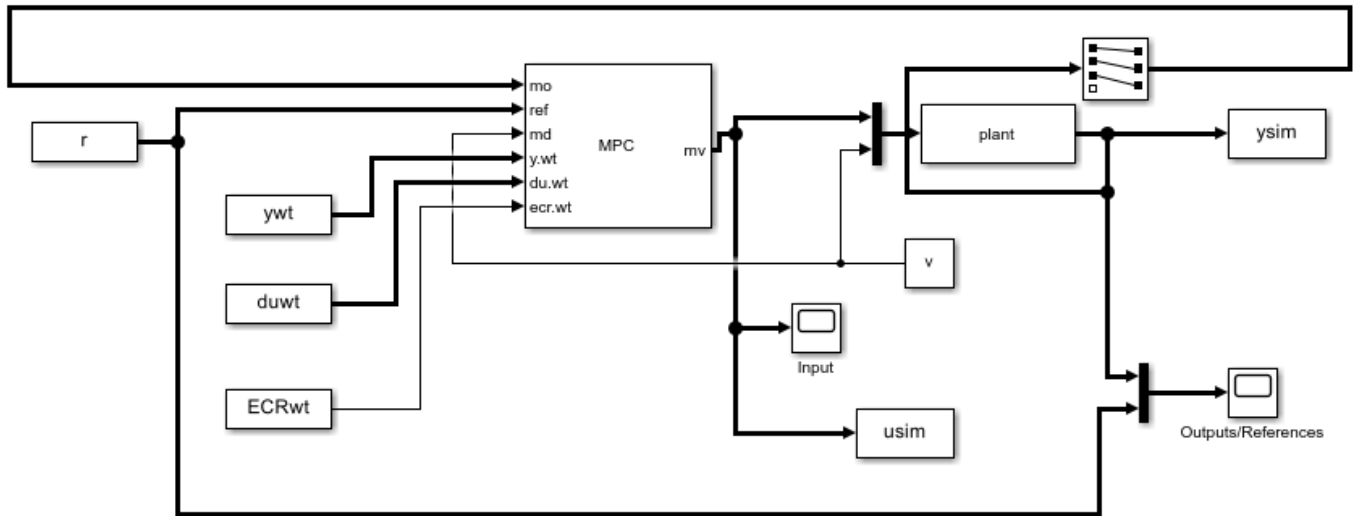 mo
ref
md
y.wt
du.wt
ecr.wt
MPC
mv
r
ywt
duwt
ECRwt
plant
ysim
v
Input
usim
Outputs/References